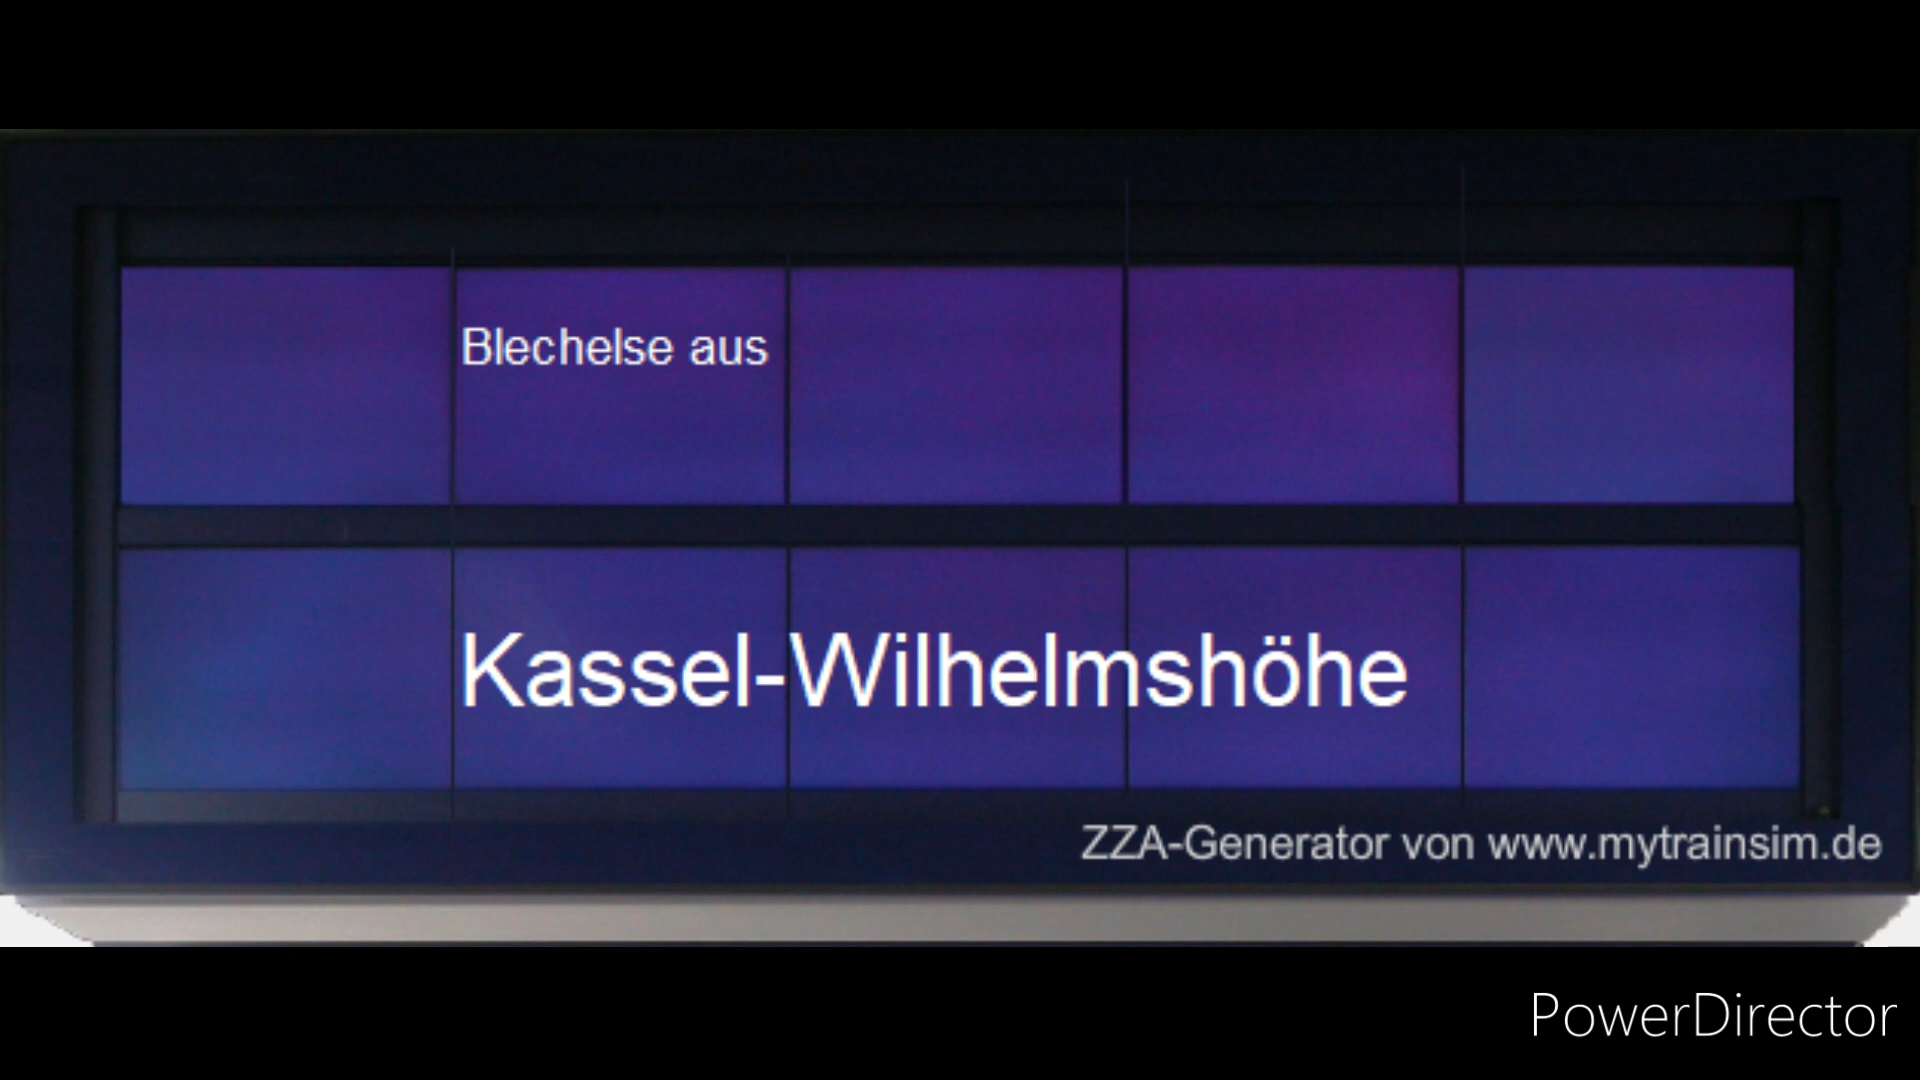 Blechelse aus
Kassel-Wilhelmshöhe
ZZA-Generator von www.mytrainsim.de
PowerDirector